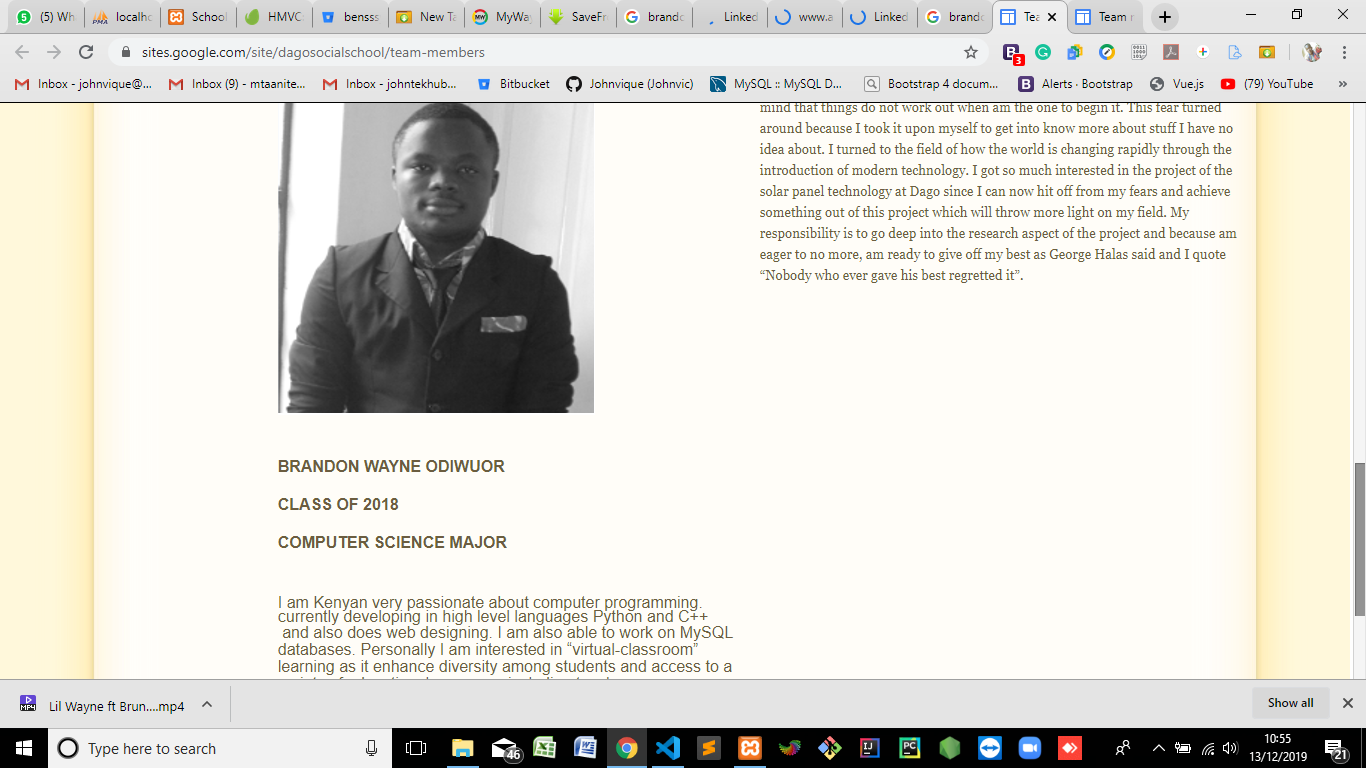 (5) Wh
localho
School
HMVC
benss
New Ta
MyWay
SaveFr
brando
Linked
www.a
Linked
brando
Tea
Team
sites.google.com/site/dagosocialschool/team-members
3
Inbox - johnvique@...
Inbox (9) - mtaanite...
Inbox - johntekhub...
Bitbucket
Johnvique (Johnvic)
MySQL :: MySQL D...
Bootstrap 4 docum...
Alerts · Bootstrap
Vue.js
(79) YouTube
»
mind that things do not work out when am the one to begin it. This fear turned
around because I took it upon myself to get into know more about stuff I have no
idea about. I turned to the field of how the world is changing rapidly through the
introduction of modern technology. I got so much interested in the project of the
solar panel technology at Dago since I can now hit off from my fears and achieve
something out of this project which will throw more light on my field. My
responsibility is to go deep into the research aspect of the project and because am
eager to no more, am ready to give off my best as George Halas said and I quote
“Nobody who ever gave his best regretted it”.
BRANDON WAYNE ODIWUOR
CLASS OF 2018
COMPUTER SCIENCE MAJOR
I am Kenyan very passionate about computer programming.
currently developing in high level languages Python and C++
and also does web designing. I am also able to work on MySQL
databases. Personally I am interested in “virtual-classroom”
learning as it enhance diversity among students and access to a
Lil Wayne ft Brun....mp4
Show all
Type here to search
46
10:55
13/12/2019
21